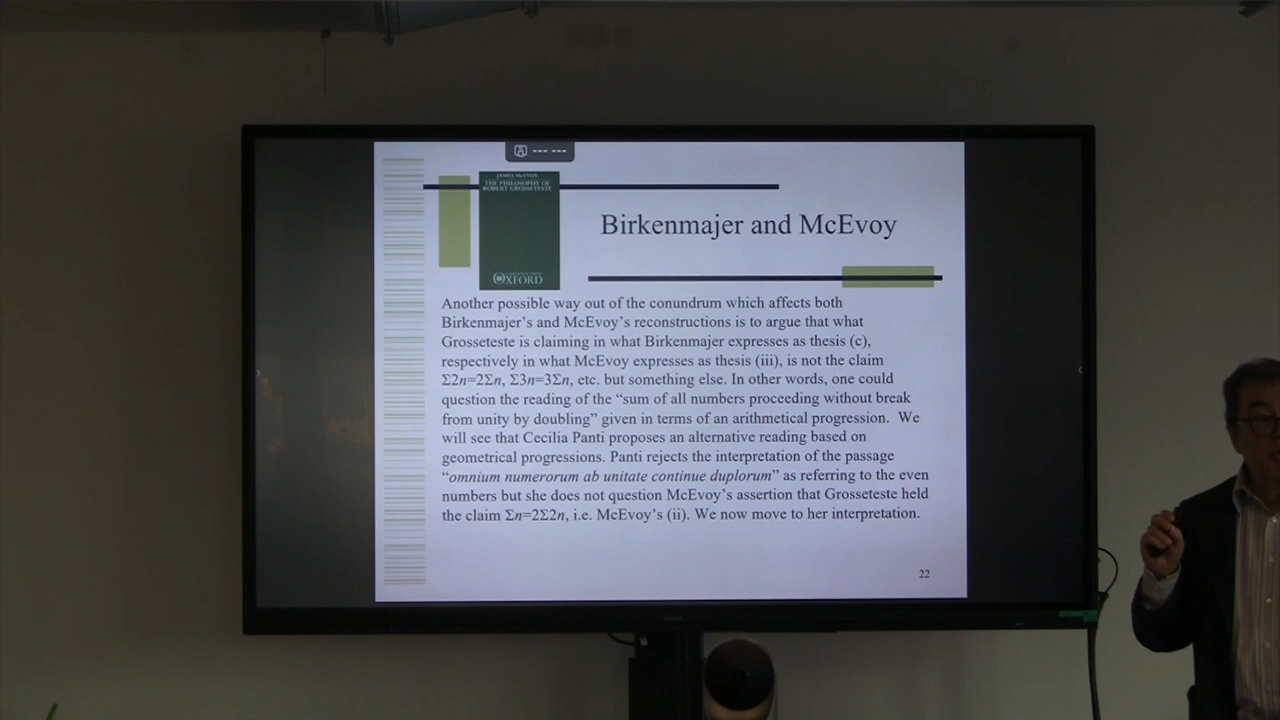 --- ---
JAMES McEVOY
THE PHILOSOPHY OF
ROBERT GROSSETESTE
OXFORD
Birkenmajer and McEvoy
Another possible way out of the conundrum which affects both
Birkenmajer’s and McEvoy’s reconstructions is to argue that what
Grosseteste is claiming in what Birkenmajer expresses as thesis (c),
respectively in what McEvoy expresses as thesis (iii), is not the claim
Σ2n=2Σn, Σ3n=3Σn, etc. but something else. In other words, one could
question the reading of the “sum of all numbers proceeding without break
from unity by doubling” given in terms of an arithmetical progression. We
will see that Cecilia Panti proposes an alternative reading based on
geometrical progressions. Panti rejects the interpretation of the passage
“omnium numerorum ab unitate continue duplorum” as referring to the even
numbers but she does not question McEvoy’s assertion that Grosseteste held
the claim Σn=2Σ2n, i.e. McEvoy’s (ii). We now move to her interpretation.
22